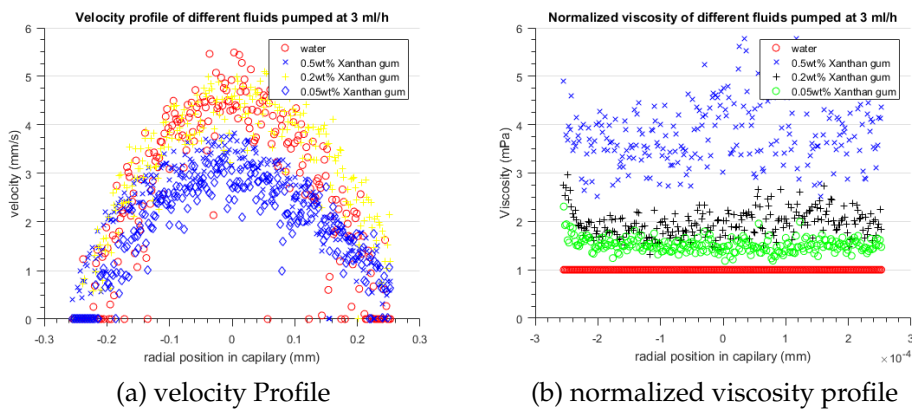 Velocity profile of different fluids pumped at 3 ml/h
6
5
4
3
2
1
0
velocity (mm/s)
water
0.5wt% Xanthan gum
0.2wt% Xanthan gum
0.05wt% Xanthan gum
-0.3
-0.2
-0.1
0
0.1
0.2
0.3
radial position in capilary (mm)
(a) velocity Profile
Normalized viscosity of different fluids pumped at 3 ml/h
6
5
4
3
2
1
0
Viscosity (mPa)
water
0.5wt% Xanthan gum
0.2wt% Xanthan gum
0.05wt% Xanthan gum
-3
-2
-1
0
1
2
3
× 10⁻⁴
radial position in capilary (mm)
(b) normalized viscosity profile